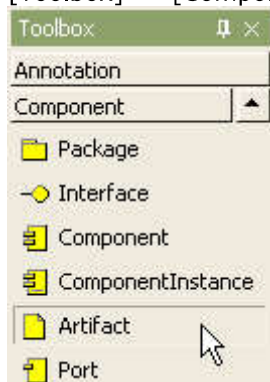 Toolbox
Annotation
Component
Package
Interface
Component
ComponentInstance
Artifact
Port